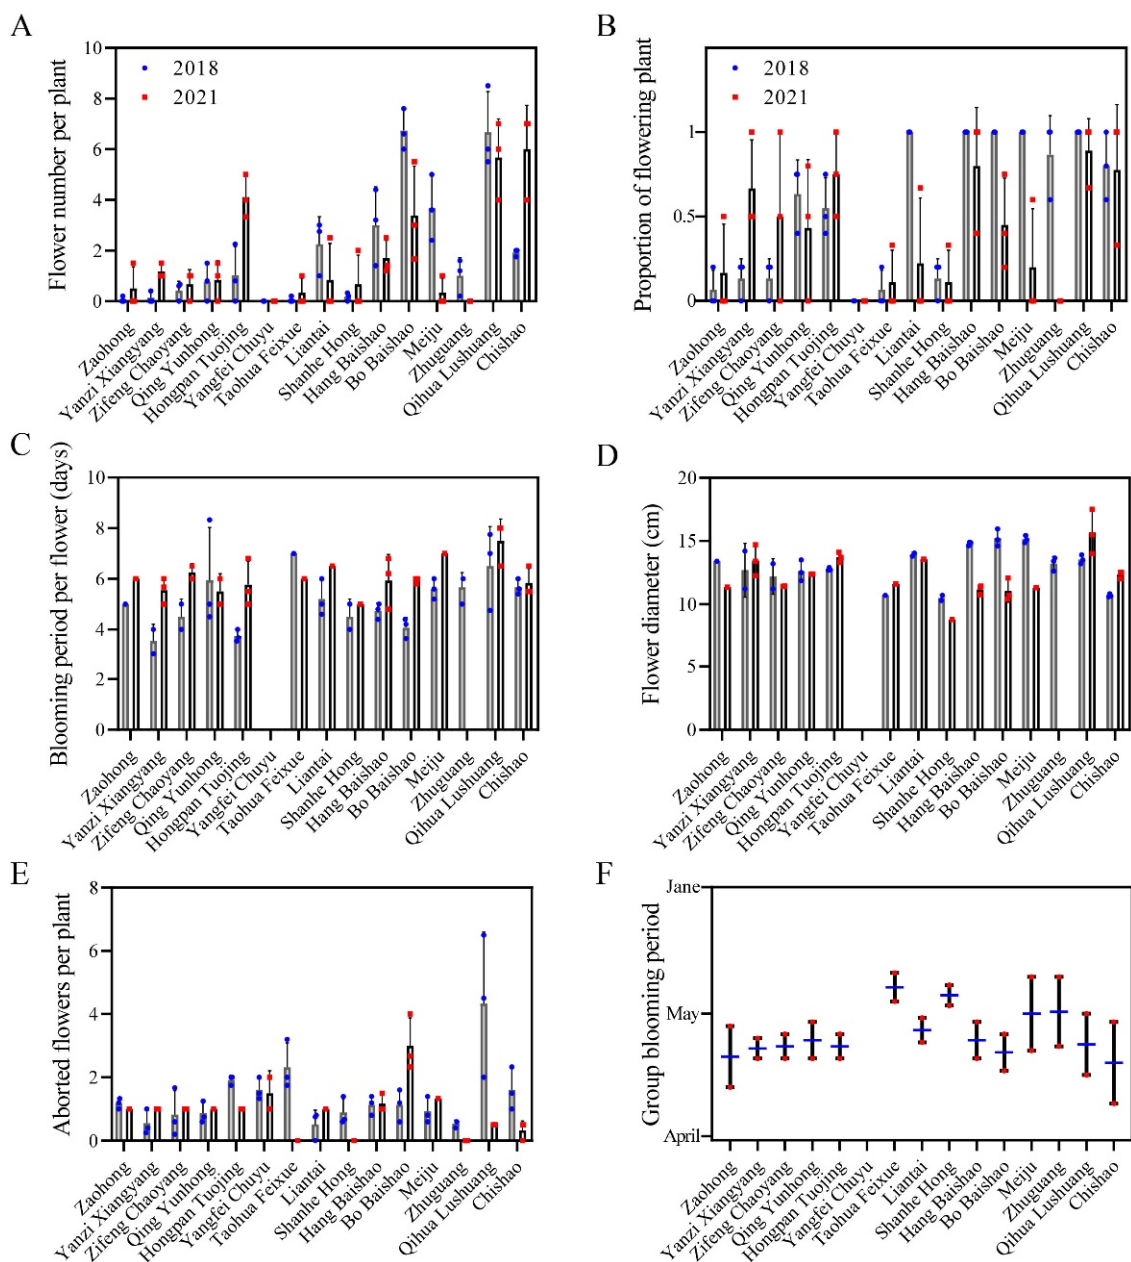 A
Flower number per plant
10
8
6
4
2
0
2018
2021
Zaohong
Yanzi Xiangyang
Zifeng Chaoyang
Qing Yunhong
Hongpan Tuojing
Yangfei Chuyu
Taohua Feixue
Liantai
Shanhe Hong
Hang Baishao
Bo Baishao
Meiju
Zhuguang
Qihua Lushuang
Chishao
B
Proportion of flowering plant
1
0.5
0
2018
2021
Zaohong
Yanzi Xiangyang
Zifeng Chaoyang
Qing Yunhong
Hongpan Tuojing
Yangfei Chuyu
Taohua Feixue
Liantai
Shanhe Hong
Hang Baishao
Bo Baishao
Meiju
Zhuguang
Qihua Lushuang
Chishao
C
Blooming period per flower (days)
10
8
6
4
2
0
Zaohong
Yanzi Xiangyang
Zifeng Chaoyang
Qing Yunhong
Hongpan Tuojing
Yangfei Chuyu
Taohua Feixue
Liantai
Shanhe Hong
Hang Baishao
Bo Baishao
Meiju
Zhuguang
Qihua Lushuang
Chishao
D
Flower diameter (cm)
20
15
10
5
0
Zaohong
Yanzi Xiangyang
Zifeng Chaoyang
Qing Yunhong
Hongpan Tuojing
Yangfei Chuyu
Taohua Feixue
Liantai
Shanhe Hong
Hang Baishao
Bo Baishao
Meiju
Zhuguang
Qihua Lushuang
Chishao
E
Aborted flowers per plant
8
6
4
2
0
Zaohong
Yanzi Xiangyang
Zifeng Chaoyang
Qing Yunhong
Hongpan Tuojing
Yangfei Chuyu
Taohua Feixue
Liantai
Shanhe Hong
Hang Baishao
Bo Baishao
Meiju
Zhuguang
Qihua Lushuang
Chishao
F
Group blooming period
Jane
May
April
Zaohong
Yanzi Xiangyang
Zifeng Chaoyang
Qing Yunhong
Hongpan Tuojing
Yangfei Chuyu
Taohua Feixue
Liantai
Shanhe Hong
Hang Baishao
Bo Baishao
Meiju
Zhuguang
Qihua Lushuang
Chishao